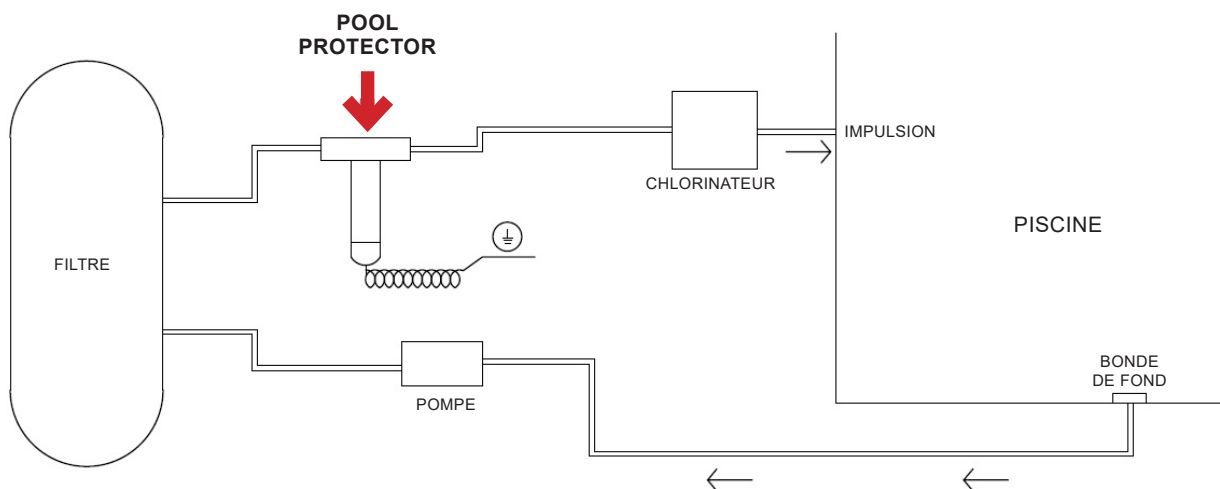 POOL
PROTECTOR
IMPULSION
CHLORINATEUR
PISCINE
FILTRE
BONDE
DE FOND
POMPE